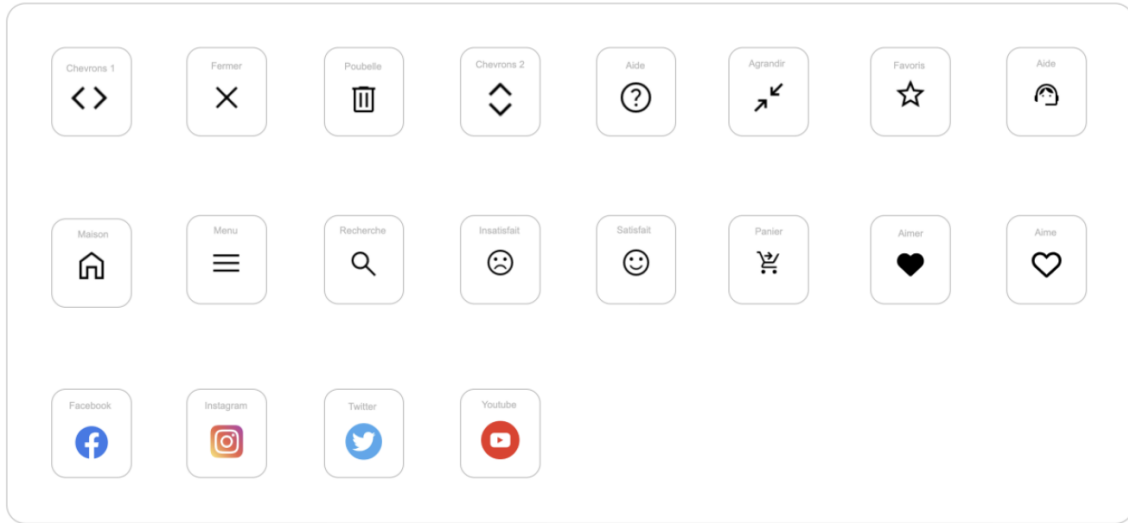 Chevrons 1
Fermer
Poubelle
Chevrons 2
Aide
Agrandir
Favoris
Aide
Maison
Menu
Recherche
Insatisfait
Satisfait
Panier
Aimer
Aime
Facebook
Instagram
Twitter
Youtube